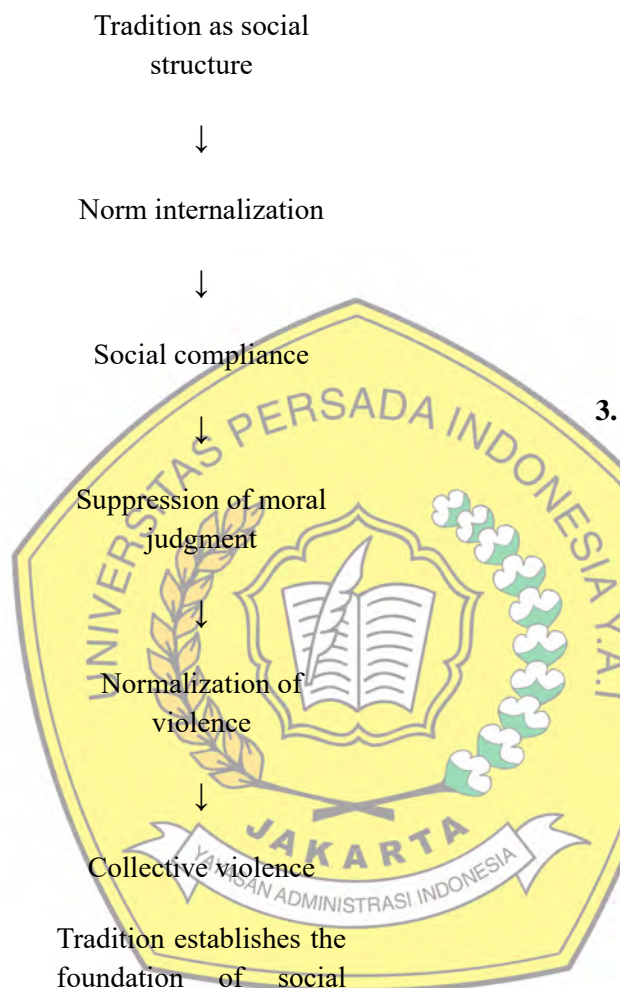 Tradition as social
structure
↓
Norm internalization
↓
Social compliance
↓
Suppression of moral
judgment
↓
Normalization of
violence
↓
Collective violence
Tradition establishes the
foundation of social
3.
UNIVERSITAS PERSADA INDONESIA Y.A.I
JAKARTA
YAYASAN ADMINISTRASI INDONESIA